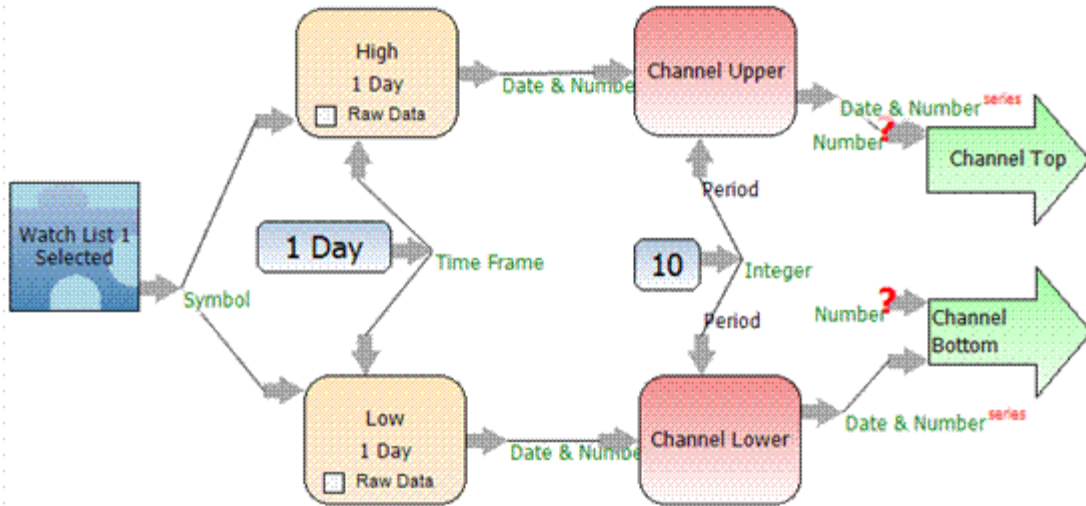 High
1 Day
Raw Data
Date & Number
Channel Upper
Date & Number series
Number ?
Channel Top
Watch List 1
Selected
Symbol
1 Day
Time Frame
Period
10
Integer
Period
Number ?
Channel
Bottom
Low
1 Day
Raw Data
Date & Number
Channel Lower
Date & Number series